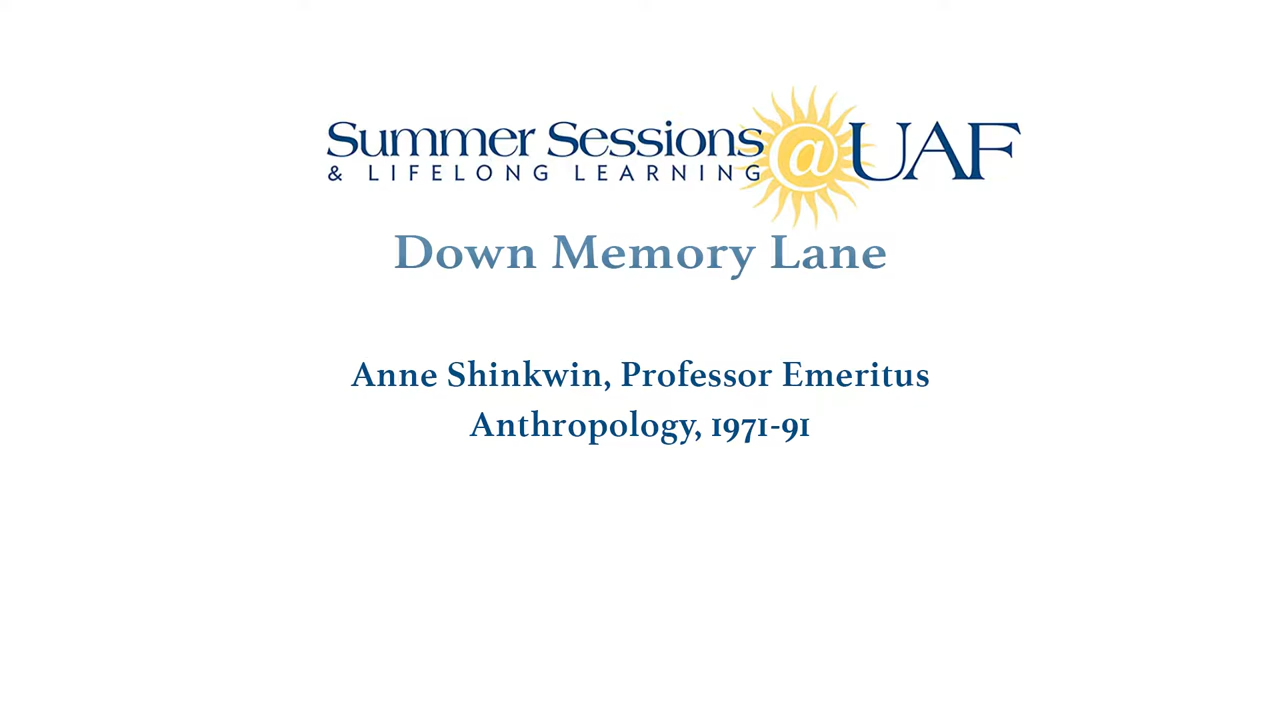 Summer Sessions @ UAF
& LIFELONG LEARNING
Down Memory Lane
Anne Shinkwin, Professor Emeritus
Anthropology, 1971-91